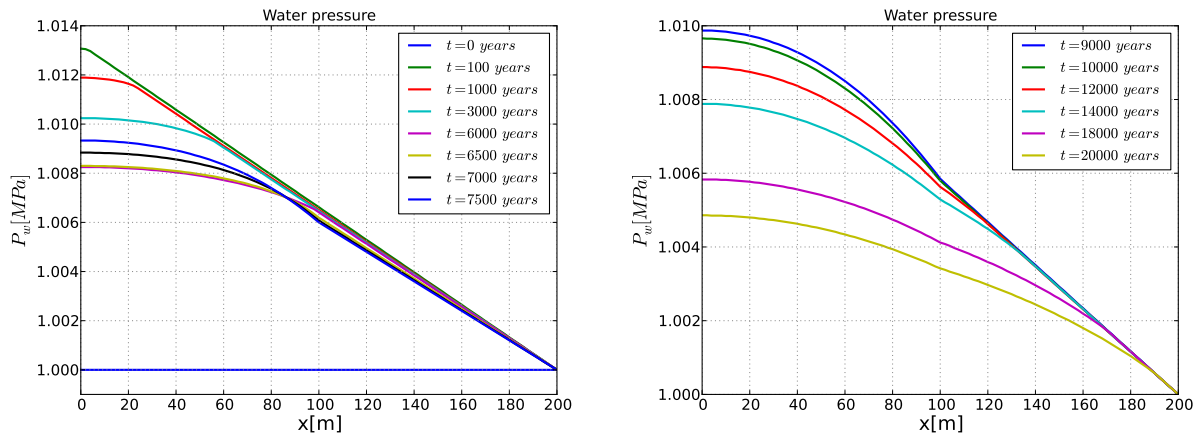 Water pressure
1.014
1.012
1.010
1.008
1.006
1.004
1.002
1.000
P_w[MPa]
0 20 40 60 80 100 120 140 160 180 200
x[m]
t=0 years
t=100 years
t=1000 years
t=3000 years
t=6000 years
t=6500 years
t=7000 years
t=7500 years
Water pressure
1.010
1.008
1.006
1.004
1.002
1.000
P_w[MPa]
0 20 40 60 80 100 120 140 160 180 200
x[m]
t=9000 years
t=10000 years
t=12000 years
t=14000 years
t=18000 years
t=20000 years